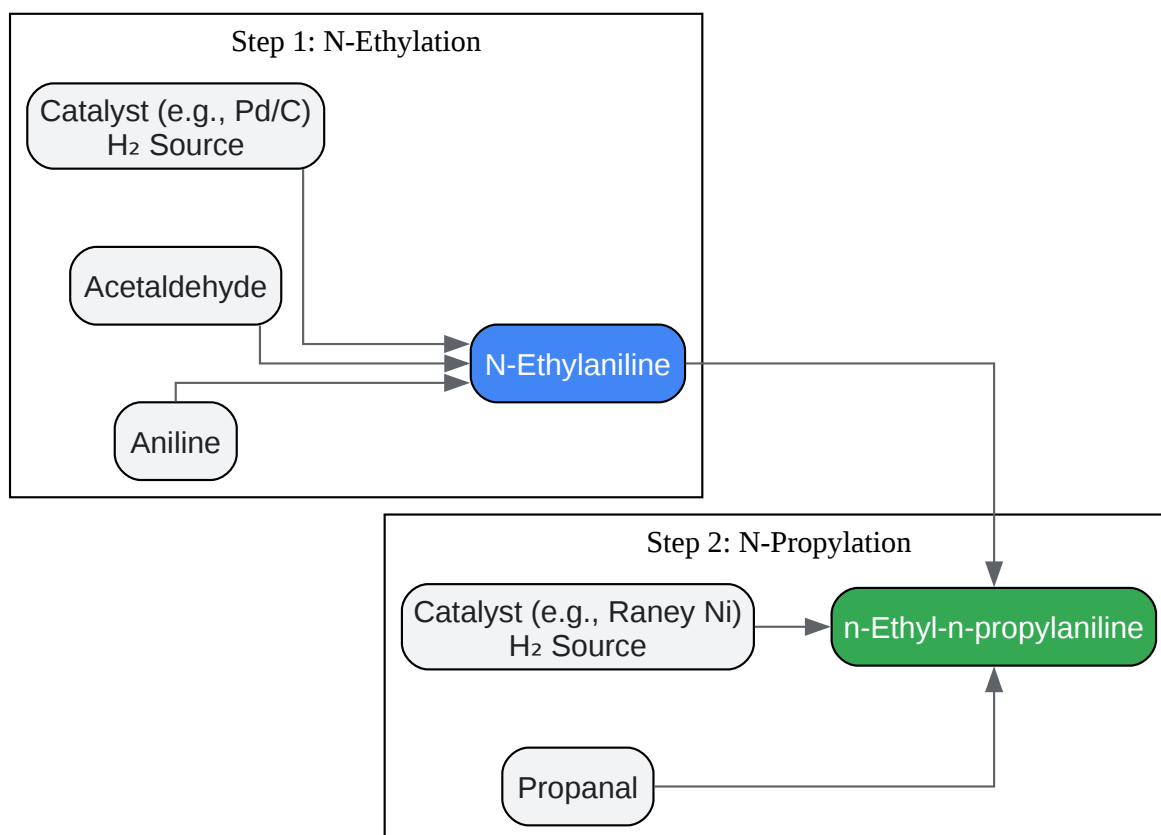 Step 1: N-Ethylation
Catalyst (e.g., Pd/C)
H₂ Source
Acetaldehyde
N-Ethylaniline
Aniline
Step 2: N-Propylation
Catalyst (e.g., Raney Ni)
H₂ Source
n-Ethyl-n-propylaniline
Propanal